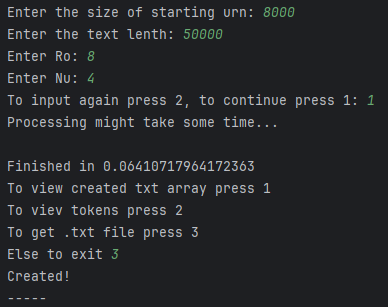 Enter the size of starting urn: 8000
Enter the text lenth: 50000
Enter Ro: 8
Enter Nu: 4
To input again press 2, to continue press 1: 1
Processing might take some time...
Finished in 0.06410717964172363
To view created txt array press 1
To viev tokens press 2
To get .txt file press 3
Else to exit 3
Created!
-----